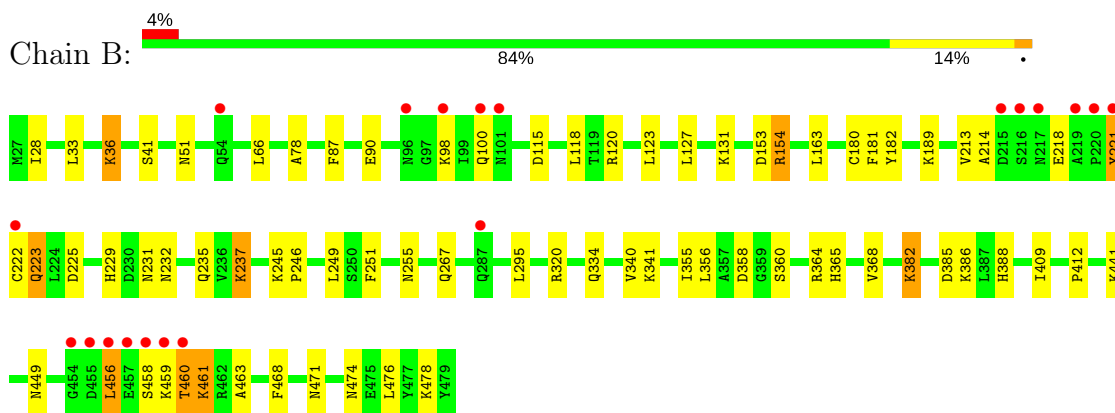 4%
Chain B:
84% 14% •
M27 I28 L33 K36 S41 N51 Q54 L66 A78 F87 E90 N96 G97 K98 I99 Q100 N101 D115 L118 T119 R120 L123 L127 K131 D153 R154 L163 C180 F181 Y182 K189 V213 A214 D215 S216 N217 E218 A219 P220 Y221
C222 Q223 L224 D225 H229 D230 N231 N232 Q235 V236 K237 K245 P246 L249 S250 F251 N255 Q267 Q287 L295 R320 Q334 V340 K341 I355 L356 A357 D358 G359 S360 R364 H365 V368 K382 D385 K386 L387 H388 I409 P412 K441
N449 G454 D455 L456 E457 S458 K459 T460 K461 R462 A463 F468 N471 N474 E475 L476 Y477 K478 Y479